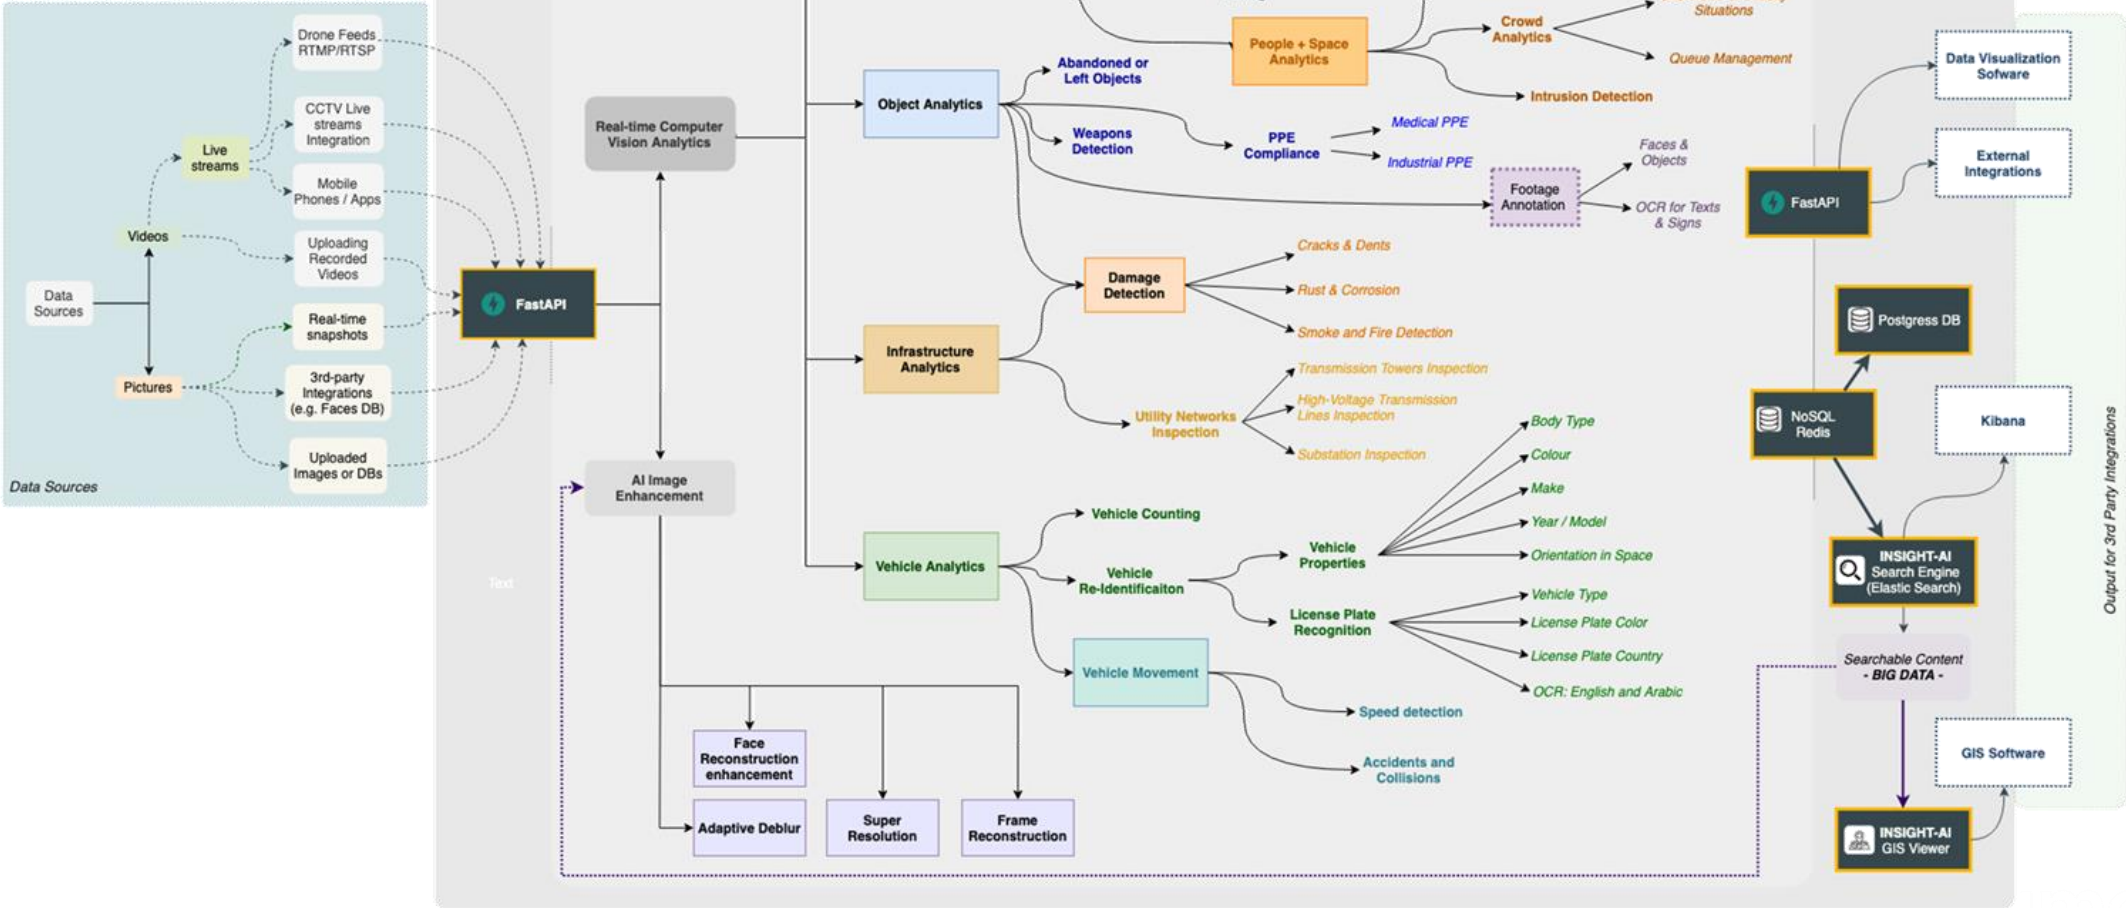 Drone Feeds
RTMP/RTSP
CCTV Live
streams
Integration
Live
streams
Mobile
Phones / Apps
Videos
Uploading
Recorded
Videos
Data
Sources
Real-time
snapshots
Pictures
3rd-party
Integrations
(e.g. Faces DB)
Uploaded
Images or DBs
Data Sources
FastAPI
Text
Real-time Computer
Vision Analytics
AI Image
Enhancement
Face
Reconstruction
enhancement
Adaptive Deblur
Super
Resolution
Frame
Reconstruction
Object Analytics
Abandoned or
Left Objects
Weapons
Detection
PPE
Compliance
Medical PPE
Industrial PPE
People + Space
Analytics
Crowd
Analytics
Situations
Queue Management
Intrusion Detection
Footage
Annotation
Faces &
Objects
OCR for Texts
& Signs
Infrastructure
Analytics
Damage
Detection
Cracks & Dents
Rust & Corrosion
Smoke and Fire Detection
Utility Networks
Inspection
Transmission Towers Inspection
High-Voltage Transmission
Lines Inspection
Substation Inspection
Vehicle Analytics
Vehicle Counting
Vehicle
Re-Identificaiton
Vehicle
Properties
Body Type
Colour
Make
Year / Model
Orientation in Space
License Plate
Recognition
Vehicle Type
License Plate Color
License Plate Country
OCR: English and Arabic
Vehicle Movement
Speed detection
Accidents and
Collisions
FastAPI
Data Visualization
Sofware
External
Integrations
Postgress DB
NoSQL
Redis
Kibana
INSIGHT-AI
Search Engine
(Elastic Search)
Searchable Content
- BIG DATA -
GIS Software
INSIGHT-AI
GIS Viewer
Output for 3rd Party Integrations